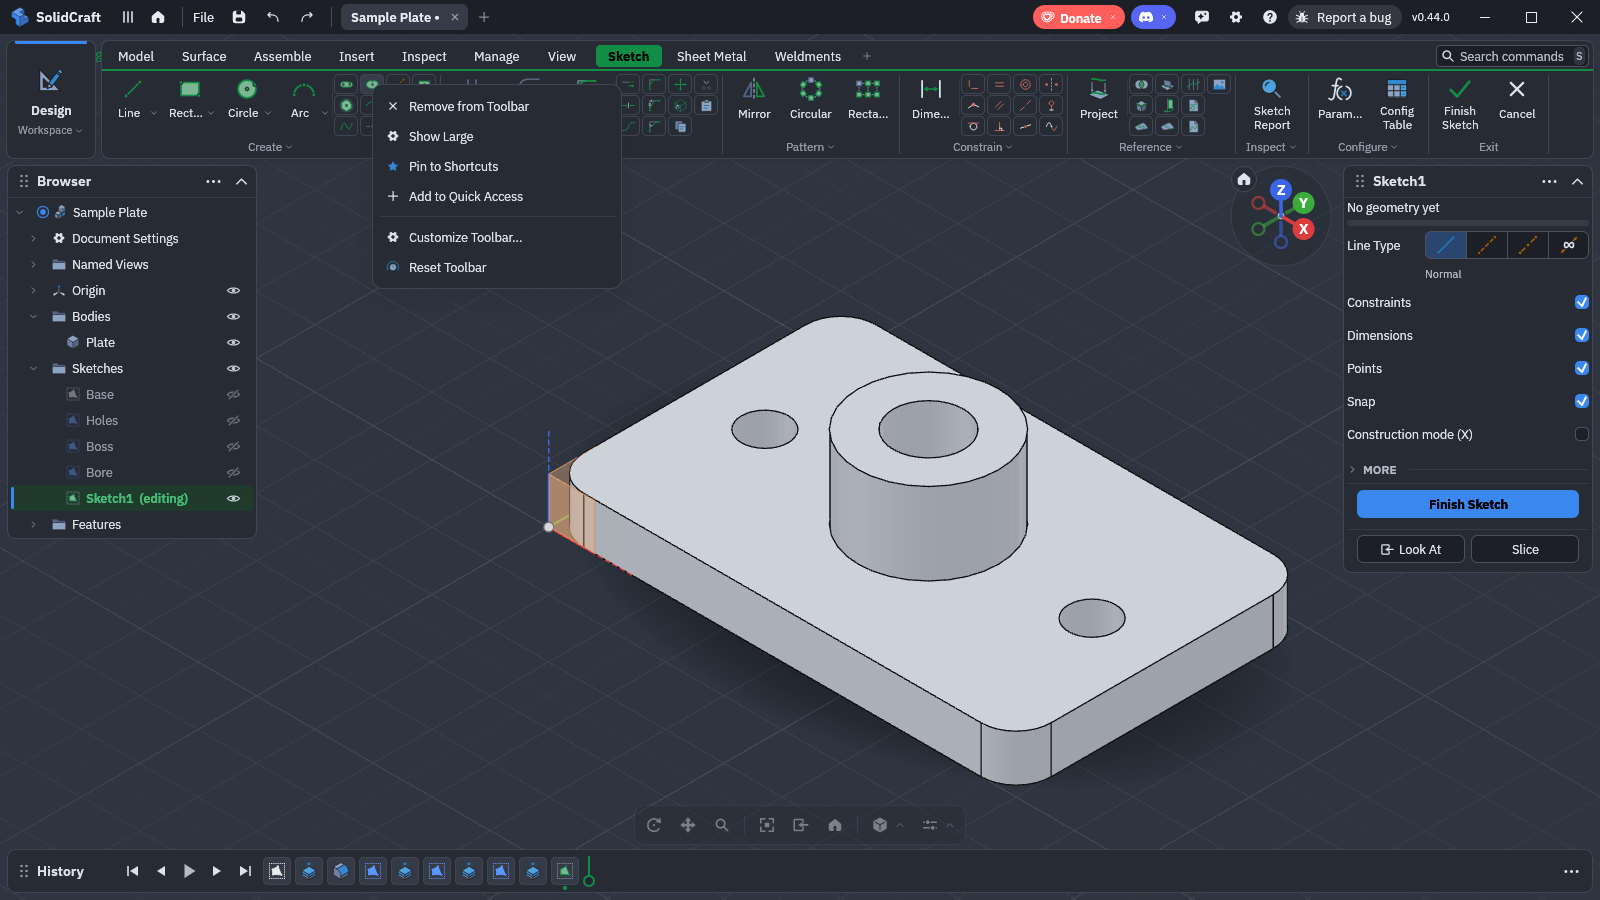 SolidCraft
File
Sample Plate •
Donate
Report a bug
v0.44.0
Design
Workspace
Model
Surface
Assemble
Insert
Inspect
Manage
View
Sketch
Sheet Metal
Weldments
Search commands
S
Line
Rect...
Circle
Arc
Mirror
Circular
Recta...
Dime...
Project
Sketch Report
Param...
Config Table
Finish Sketch
Cancel
Create
Pattern
Constrain
Reference
Inspect
Configure
Exit
Remove from Toolbar
Show Large
Pin to Shortcuts
Add to Quick Access
Customize Toolbar...
Reset Toolbar
Browser
Sample Plate
Document Settings
Named Views
Origin
Bodies
Plate
Sketches
Base
Holes
Boss
Bore
Sketch1 (editing)
Features
Z
Y
X
Sketch1
No geometry yet
Line Type
Normal
Constraints
Dimensions
Points
Snap
Construction mode (X)
MORE
Finish Sketch
Look At
Slice
History